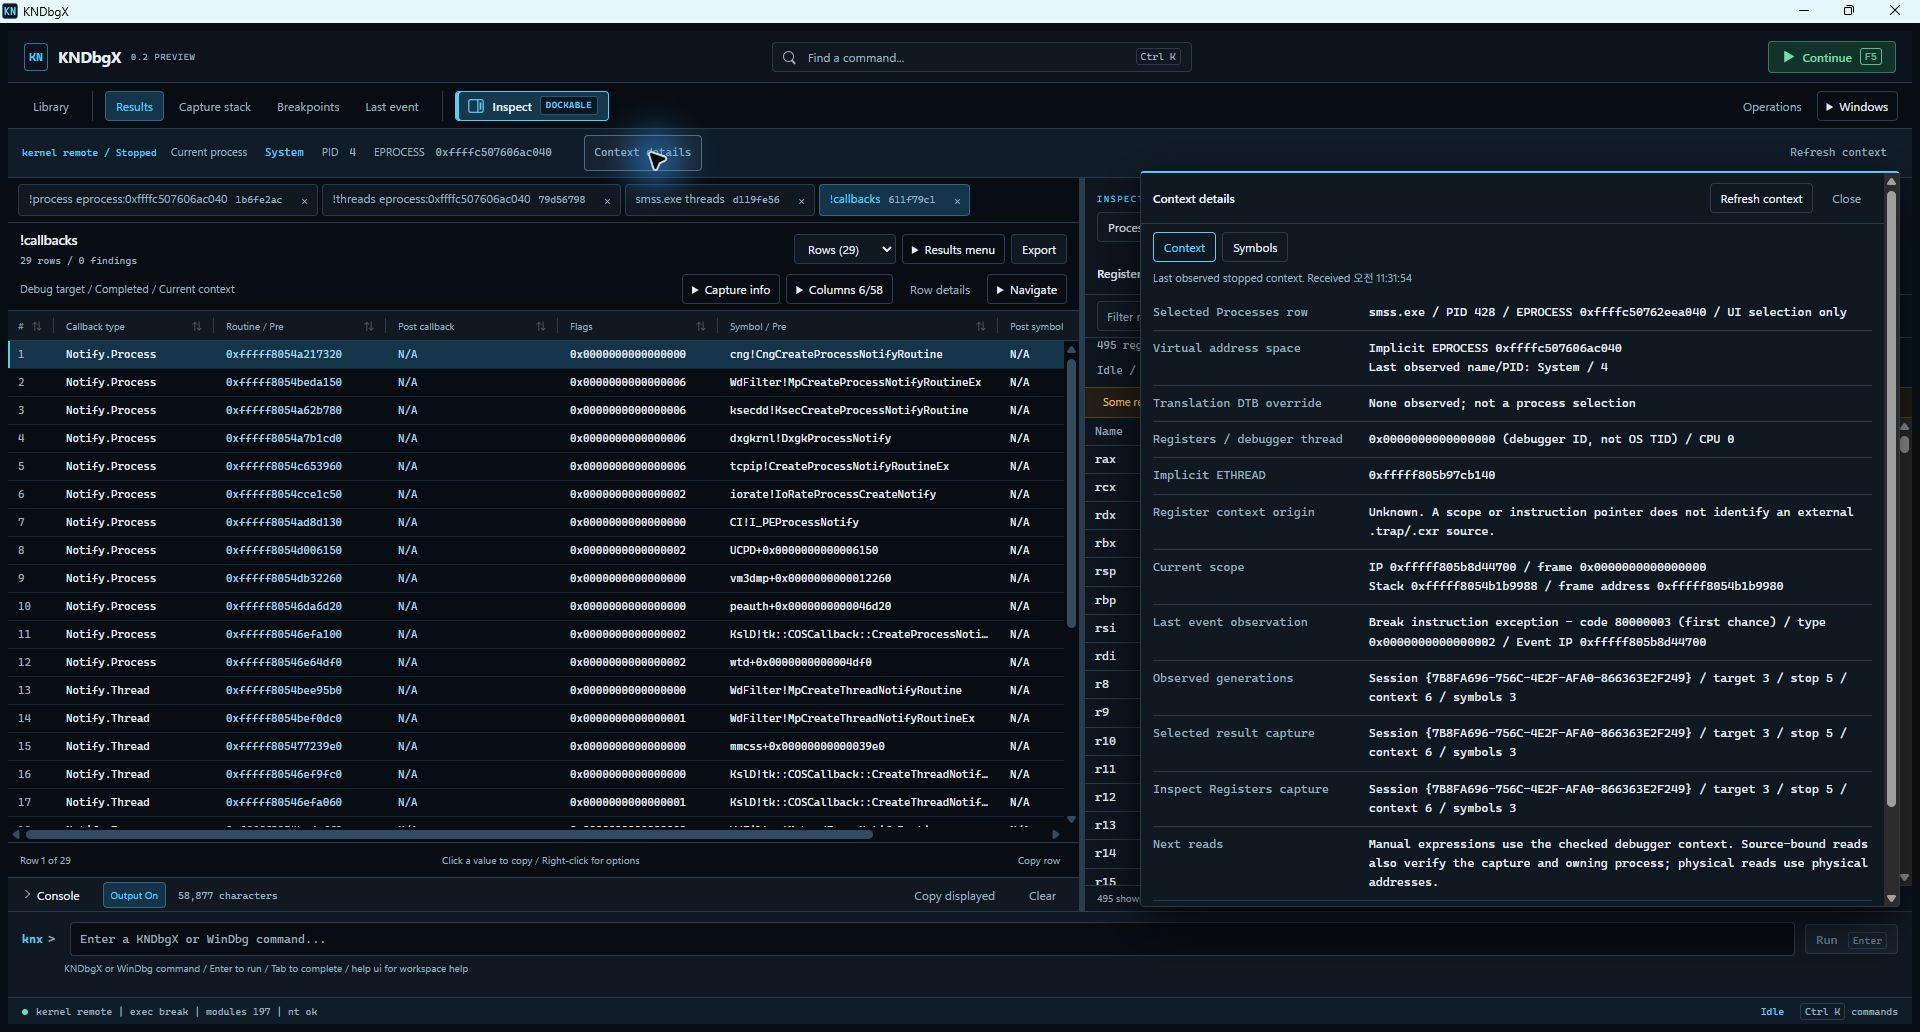 KNDbgX
KN KNDbgX 0.2 PREVIEW
Find a command... Ctrl K
Continue F5
Library Results Capture stack Breakpoints Last event Inspect DOCKABLE
Operations Windows
kernel remote / Stopped Current process System PID 4 EPROCESS 0xffffc507606ac040 Context details
Refresh context
!process eprocess:0xffffc507606ac040 1b6fe2ac ×
!threads eprocess:0xffffc507606ac040 79d56798 ×
smss.exe threads d119fe56 ×
!callbacks 611f79c1 ×
!callbacks
29 rows / 0 findings
Rows (29) Results menu Export
Debug target / Completed / Current context
Capture info Columns 6/58 Row details Navigate
# Callback type Routine / Pre Post callback Flags Symbol / Pre Post symbol
1 Notify.Process 0xfffff8054a217320 N/A 0x0000000000000000 cng!CngCreateProcessNotifyRoutine N/A
2 Notify.Process 0xfffff8054beda150 N/A 0x0000000000000006 WdFilter!MpCreateProcessNotifyRoutineEx N/A
3 Notify.Process 0xfffff8054a62b780 N/A 0x0000000000000006 ksecdd!KsecCreateProcessNotifyRoutine N/A
4 Notify.Process 0xfffff8054a7b1cd0 N/A 0x0000000000000006 dxgkrnl!DxgkProcessNotify N/A
5 Notify.Process 0xfffff8054c653960 N/A 0x0000000000000006 tcpip!CreateProcessNotifyRoutineEx N/A
6 Notify.Process 0xfffff8054cce1c50 N/A 0x0000000000000002 iorate!IoRateProcessCreateNotify N/A
7 Notify.Process 0xfffff8054ad8d130 N/A 0x0000000000000000 CI!I_PEProcessNotify N/A
8 Notify.Process 0xfffff8054d006150 N/A 0x0000000000000002 UCPD+0x0000000000006150 N/A
9 Notify.Process 0xfffff8054db32260 N/A 0x0000000000000000 vm3dmp+0x0000000000012260 N/A
10 Notify.Process 0xfffff80546da6d20 N/A 0x0000000000000000 peauth+0x0000000000046d20 N/A
11 Notify.Process 0xfffff80546efa100 N/A 0x0000000000000002 KslD!tk::COSCallback::CreateProcessNoti… N/A
12 Notify.Process 0xfffff80546e64df0 N/A 0x0000000000000002 wtd+0x0000000000004df0 N/A
13 Notify.Thread 0xfffff8054bee95b0 N/A 0x0000000000000000 WdFilter!MpCreateThreadNotifyRoutine N/A
14 Notify.Thread 0xfffff8054bef0dc0 N/A 0x0000000000000001 WdFilter!MpCreateThreadNotifyRoutineEx N/A
15 Notify.Thread 0xfffff805477239e0 N/A 0x0000000000000000 mmcss+0x00000000000039e0 N/A
16 Notify.Thread 0xfffff80546ef9fc0 N/A 0x0000000000000000 KslD!tk::COSCallback::CreateThreadNotif… N/A
17 Notify.Thread 0xfffff80546efa060 N/A 0x0000000000000001 KslD!tk::COSCallback::CreateThreadNotif… N/A
Row 1 of 29 Click a value to copy / Right-click for options Copy row
Console Output On 58,877 characters Copy displayed Clear
INSPECT
Proces
Register
Filter r
495 reg
Idle /
Some re
Name
rax
rcx
rdx
rbx
rsp
rbp
rsi
rdi
r8
r9
r10
r11
r12
r13
r14
r15
495 show
Context details Refresh context Close
Context Symbols
Last observed stopped context. Received 오전 11:31:54
Selected Processes row smss.exe / PID 428 / EPROCESS 0xffffc50762eea040 / UI selection only
Virtual address space Implicit EPROCESS 0xffffc507606ac040
Last observed name/PID: System / 4
Translation DTB override None observed; not a process selection
Registers / debugger thread 0x0000000000000000 (debugger ID, not OS TID) / CPU 0
Implicit ETHREAD 0xfffff805b97cb140
Register context origin Unknown. A scope or instruction pointer does not identify an external
.trap/.cxr source.
Current scope IP 0xfffff805b8d44700 / frame 0x0000000000000000
Stack 0xfffff8054b1b9988 / frame address 0xfffff8054b1b9980
Last event observation Break instruction exception - code 80000003 (first chance) / type
0x0000000000000002 / Event IP 0xfffff805b8d44700
Observed generations Session {7B8FA696-756C-4E2F-AFA0-866363E2F249} / target 3 / stop 5 /
context 6 / symbols 3
Selected result capture Session {7B8FA696-756C-4E2F-AFA0-866363E2F249} / target 3 / stop 5 /
context 6 / symbols 3
Inspect Registers capture Session {7B8FA696-756C-4E2F-AFA0-866363E2F249} / target 3 / stop 5 /
context 6 / symbols 3
Next reads Manual expressions use the checked debugger context. Source-bound reads
also verify the capture and owning process; physical reads use physical
addresses.
knx > Enter a KNDbgX or WinDbg command... Run Enter
KNDbgX or WinDbg command / Enter to run / Tab to complete / help ui for workspace help
kernel remote | exec break | modules 197 | nt ok Idle Ctrl K commands